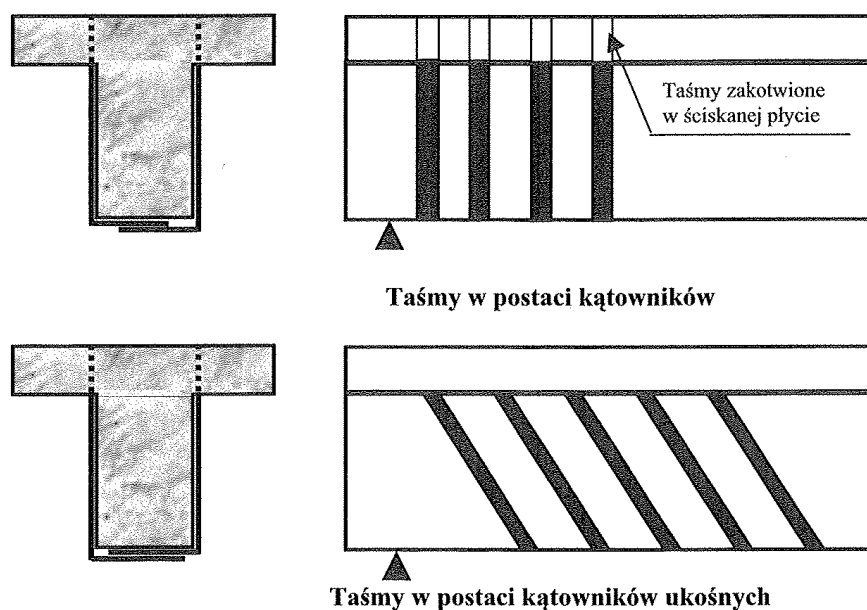 Taśmy zakotwione
w ściskanej płycie
Taśmy w postaci kątowników
Taśmy w postaci kątowników ukośnych